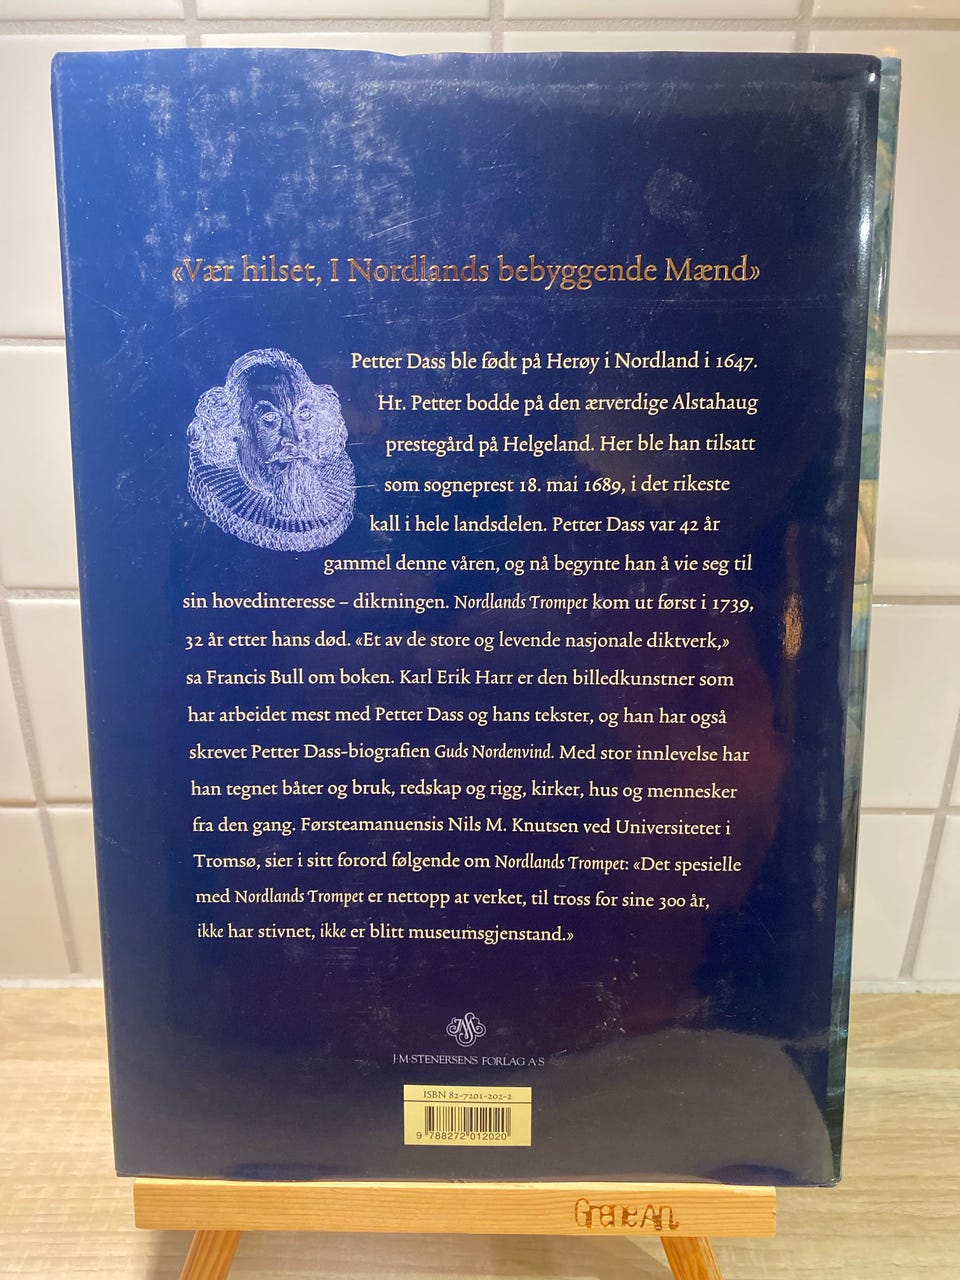 «Vær hilset, I Nordlands bebyggende Mænd»
Petter Dass ble født på Herøy i Nordland i 1647.
Hr. Petter bodde på den ærverdige Alstahaug
prestegård på Helgeland. Her ble han tilsatt
som sogneprest 18. mai 1689, i det rikeste
kall i hele landsdelen. Petter Dass var 42 år
gammel denne våren, og nå begynte han å vie seg til
sin hovedinteresse – diktningen. Nordlands Trompet kom ut først i 1739,
32 år etter hans død. «Et av de store og levende nasjonale diktverk,»
sa Francis Bull om boken. Karl Erik Harr er den billedkunstner som
har arbeidet mest med Petter Dass og hans tekster, og han har også
skrevet Petter Dass-biografien Guds Nordenvind. Med stor innlevelse har
han tegnet båter og bruk, redskap og rigg, kirker, hus og mennesker
fra den gang. Førsteamanuensis Nils M. Knutsen ved Universitetet i
Tromsø, sier i sitt forord følgende om Nordlands Trompet: «Det spesielle
med Nordlands Trompet er nettopp at verket, til tross for sine 300 år,
ikke har stivnet, ikke er blitt museumsgjenstand.»
J·M·STENERSENS FORLAG A·S
ISBN 82-7201-202-2
9 788272 012020
GreneArt